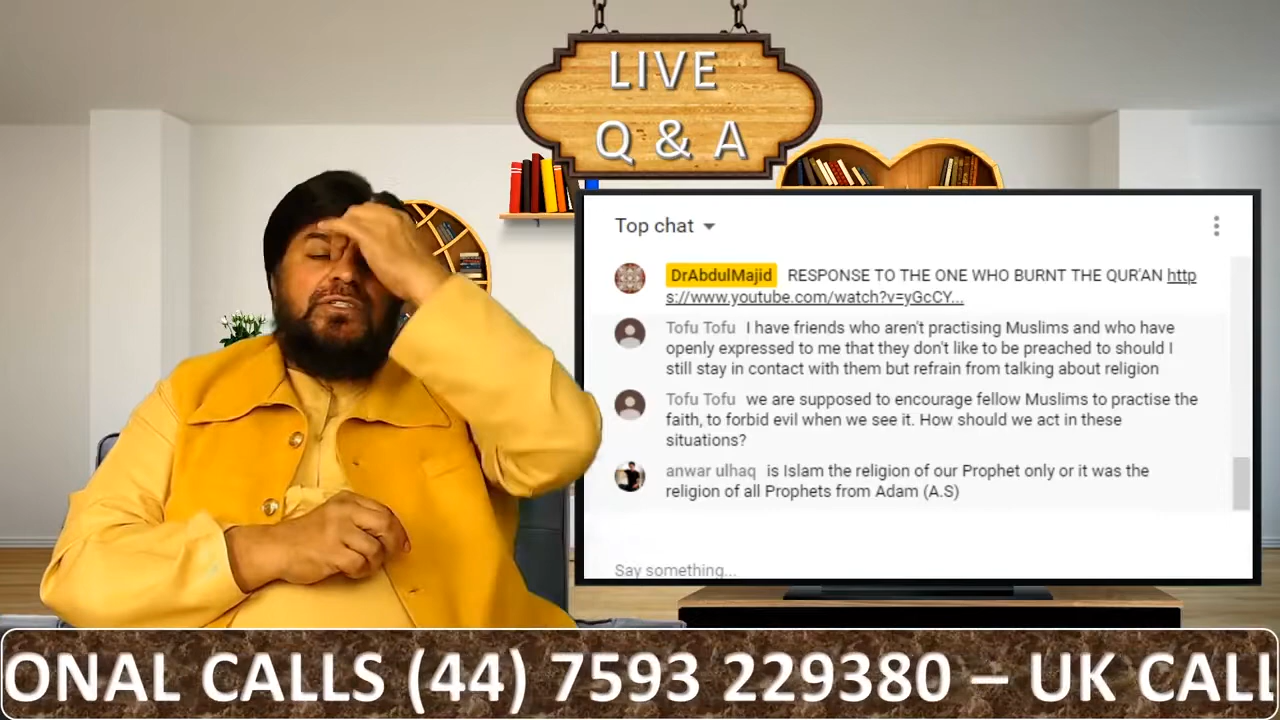 LIVE
Q & A
Top chat
DrAbdulMajid RESPONSE TO THE ONE WHO BURNT THE QUR'AN http
s://www.youtube.com/watch?v=yGcCY...
Tofu Tofu I have friends who aren't practising Muslims and who have
openly expressed to me that they don't like to be preached to should I
still stay in contact with them but refrain from talking about religion
Tofu Tofu we are supposed to encourage fellow Muslims to practise the
faith, to forbid evil when we see it. How should we act in these
situations?
anwar ulhaq is Islam the religion of our Prophet only or it was the
religion of all Prophets from Adam (A.S)
Say something...
ONAL CALLS (44) 7593 229380 – UK CALL